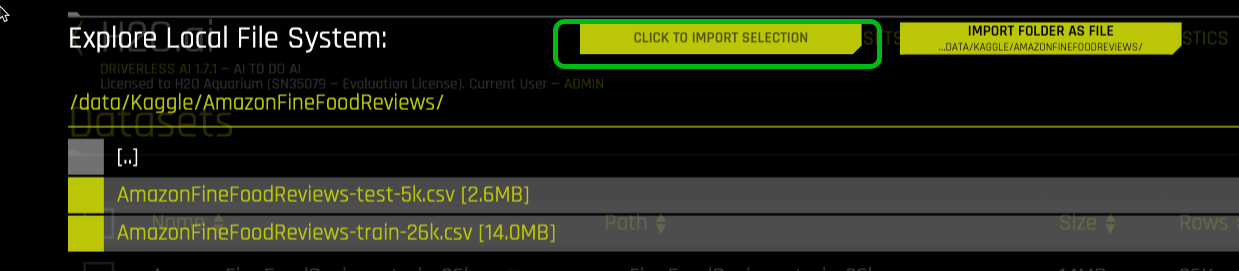 H2O.ai
Explore Local File System:
CLICK TO IMPORT SELECTION
IMPORT FOLDER AS FILE
...DATA/KAGGLE/AMAZONFINEFOODREVIEWS/
DRIVERLESS AI 1.7.1 — AI TO DO AI
Licensed to H2O Aquarium (SN35079 — Evaluation License). Current User — ADMIN
/data/Kaggle/AmazonFineFoodReviews/
Datasets
[..]
AmazonFineFoodReviews-test-5k.csv [2.6MB]
Name Path Size Rows
AmazonFineFoodReviews-train-26k.csv [14.0MB]